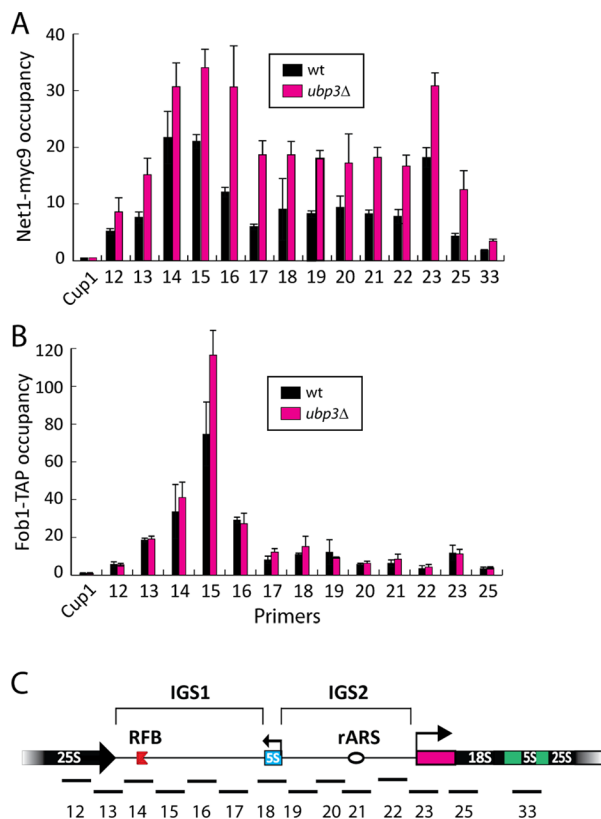 A
Net1-myc9 occupancy
40
30
20
10
0
wt
ubp3Δ
Cup1 12 13 14 15 16 17 18 19 20 21 22 23 25 33
B
Fob1-TAP occupancy
120
100
80
60
40
20
0
wt
ubp3Δ
Cup1 12 13 14 15 16 17 18 19 20 21 22 23 25
Primers
C
IGS1 IGS2
RFB rARS
25S 5S 18S 5S 25S
12 13 14 15 16 17 18 19 20 21 22 23 25 33